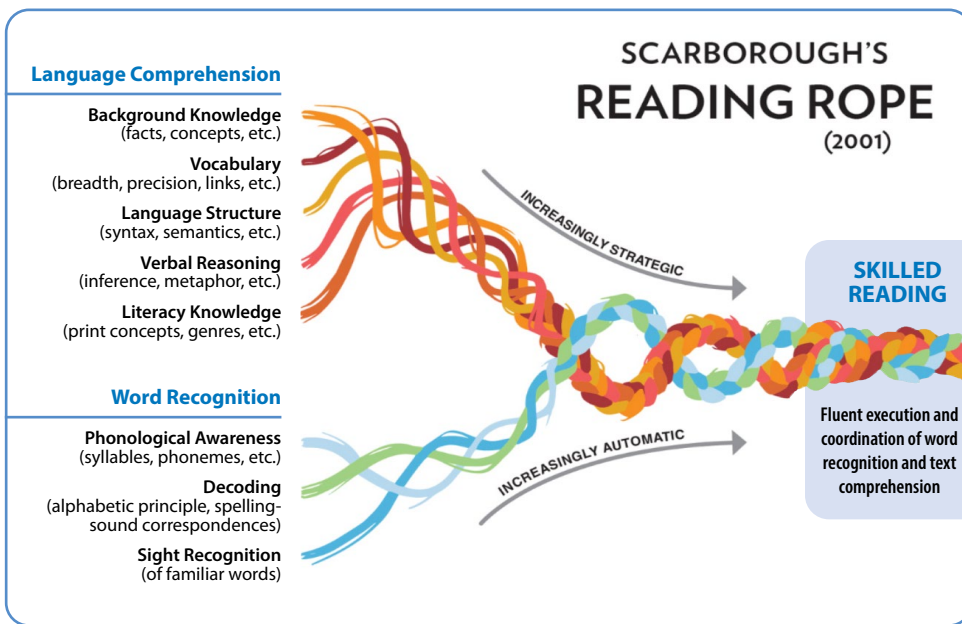 SCARBOROUGH'S
READING ROPE
(2001)
Language Comprehension
Background Knowledge
(facts, concepts, etc.)
Vocabulary
(breadth, precision, links, etc.)
Language Structure
(syntax, semantics, etc.)
Verbal Reasoning
(inference, metaphor, etc.)
Literacy Knowledge
(print concepts, genres, etc.)
Word Recognition
Phonological Awareness
(syllables, phonemes, etc.)
Decoding
(alphabetic principle, spelling-
sound correspondences)
Sight Recognition
(of familiar words)
INCREASINGLY STRATEGIC
INCREASINGLY AUTOMATIC
SKILLED
READING
Fluent execution and
coordination of word
recognition and text
comprehension